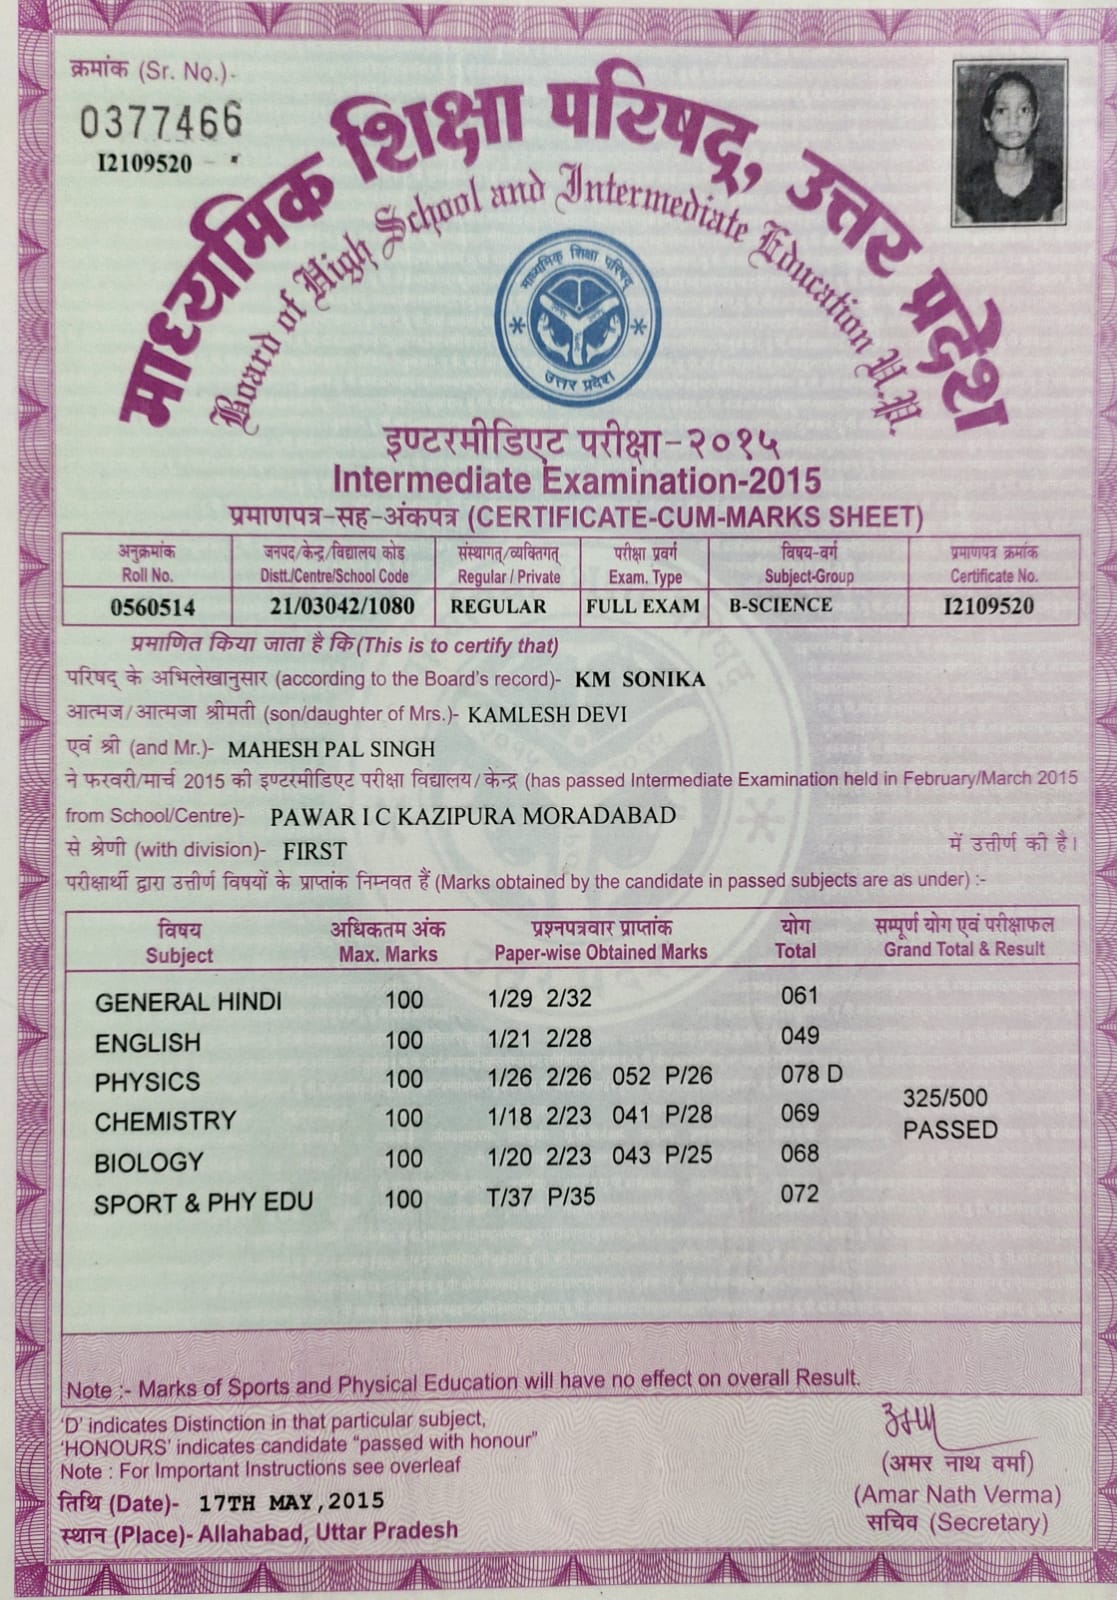 क्रमांक (Sr. No.)-
0377466
I2109520
माध्यमिक शिक्षा परिषद्, उत्तर प्रदेश
Board of High School and Intermediate Education U.P.
माध्यमिक शिक्षा परिषद्
उत्तर प्रदेश
इण्टरमीडिएट परीक्षा-२०१५
Intermediate Examination-2015
प्रमाणपत्र-सह-अंकपत्र (CERTIFICATE-CUM-MARKS SHEET)
अनुक्रमांक जनपद/केन्द्र/विद्यालय कोड संस्थागत्/व्यक्तिगत् परीक्षा प्रवर्ग विषय-वर्ग प्रमाणपत्र क्रमांक
Roll No. Distt./Centre/School Code Regular / Private Exam. Type Subject-Group Certificate No.
0560514 21/03042/1080 REGULAR FULL EXAM B-SCIENCE I2109520
प्रमाणित किया जाता है कि (This is to certify that)
परिषद् के अभिलेखानुसार (according to the Board's record)- KM SONIKA
आत्मज/आत्मजा श्रीमती (son/daughter of Mrs.)- KAMLESH DEVI
एवं श्री (and Mr.)- MAHESH PAL SINGH
ने फरवरी/मार्च 2015 की इण्टरमीडिएट परीक्षा विद्यालय/केन्द्र (has passed Intermediate Examination held in February/March 2015
from School/Centre)- PAWAR I C KAZIPURA MORADABAD
से श्रेणी (with division)- FIRST में उत्तीर्ण की है।
परीक्षार्थी द्वारा उत्तीर्ण विषयों के प्राप्तांक निम्नवत हैं (Marks obtained by the candidate in passed subjects are as under) :-
विषय अधिकतम अंक प्रश्नपत्रवार प्राप्तांक योग सम्पूर्ण योग एवं परीक्षाफल
Subject Max. Marks Paper-wise Obtained Marks Total Grand Total & Result
GENERAL HINDI 100 1/29 2/32 061
ENGLISH 100 1/21 2/28 049
PHYSICS 100 1/26 2/26 052 P/26 078 D
325/500
CHEMISTRY 100 1/18 2/23 041 P/28 069
PASSED
BIOLOGY 100 1/20 2/23 043 P/25 068
SPORT & PHY EDU 100 T/37 P/35 072
Note :- Marks of Sports and Physical Education will have no effect on overall Result.
'D' indicates Distinction in that particular subject,
'HONOURS' indicates candidate "passed with honour"
Note : For Important Instructions see overleaf
तिथि (Date)- 17TH MAY,2015
स्थान (Place)- Allahabad, Uttar Pradesh
(अमर नाथ वर्मा)
(Amar Nath Verma)
सचिव (Secretary)